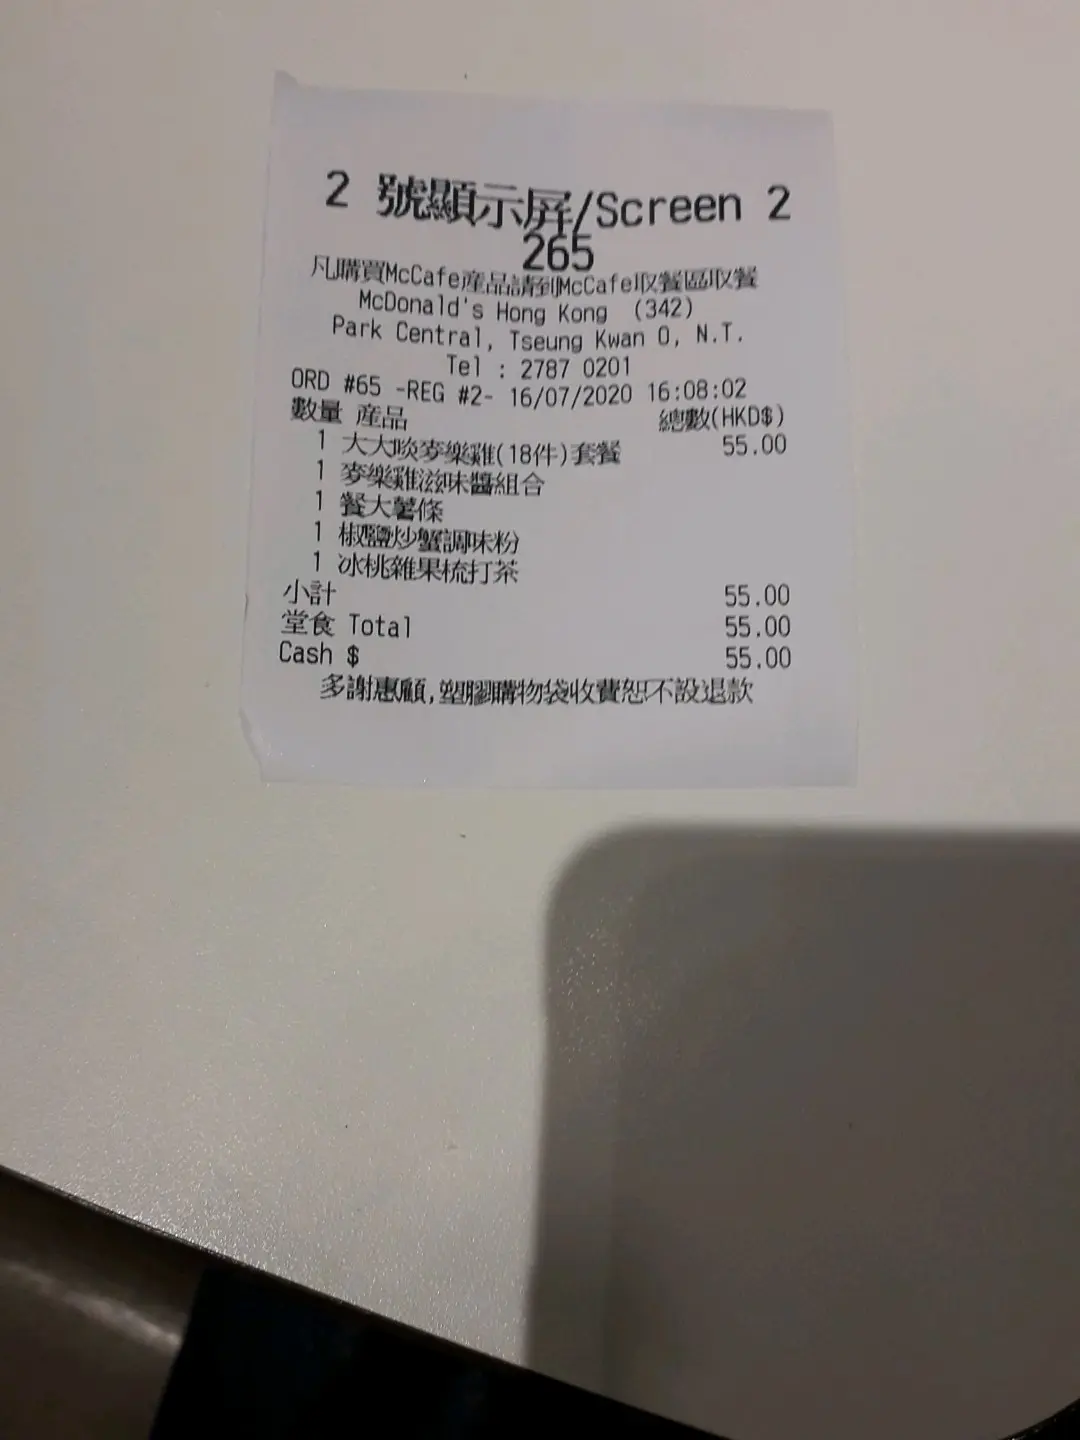 2 號顯示屏/Screen 2
265
凡購買McCafe產品請到McCafe取餐區取餐
McDonald's Hong Kong (342)
Park Central, Tseung Kwan O, N.T.
Tel : 2787 0201
ORD #65 -REG #2- 16/07/2020 16:08:02
數量 產品 總數(HKD$)
1 大大啖麥樂雞(18件)套餐 55.00
1 麥樂雞滋味醬組合
1 餐大薯條
1 椒鹽炒蟹調味粉
1 冰桃雜果梳打茶
小計 55.00
堂食 Total 55.00
Cash $ 55.00
多謝惠顧,塑膠購物袋收費恕不設退款